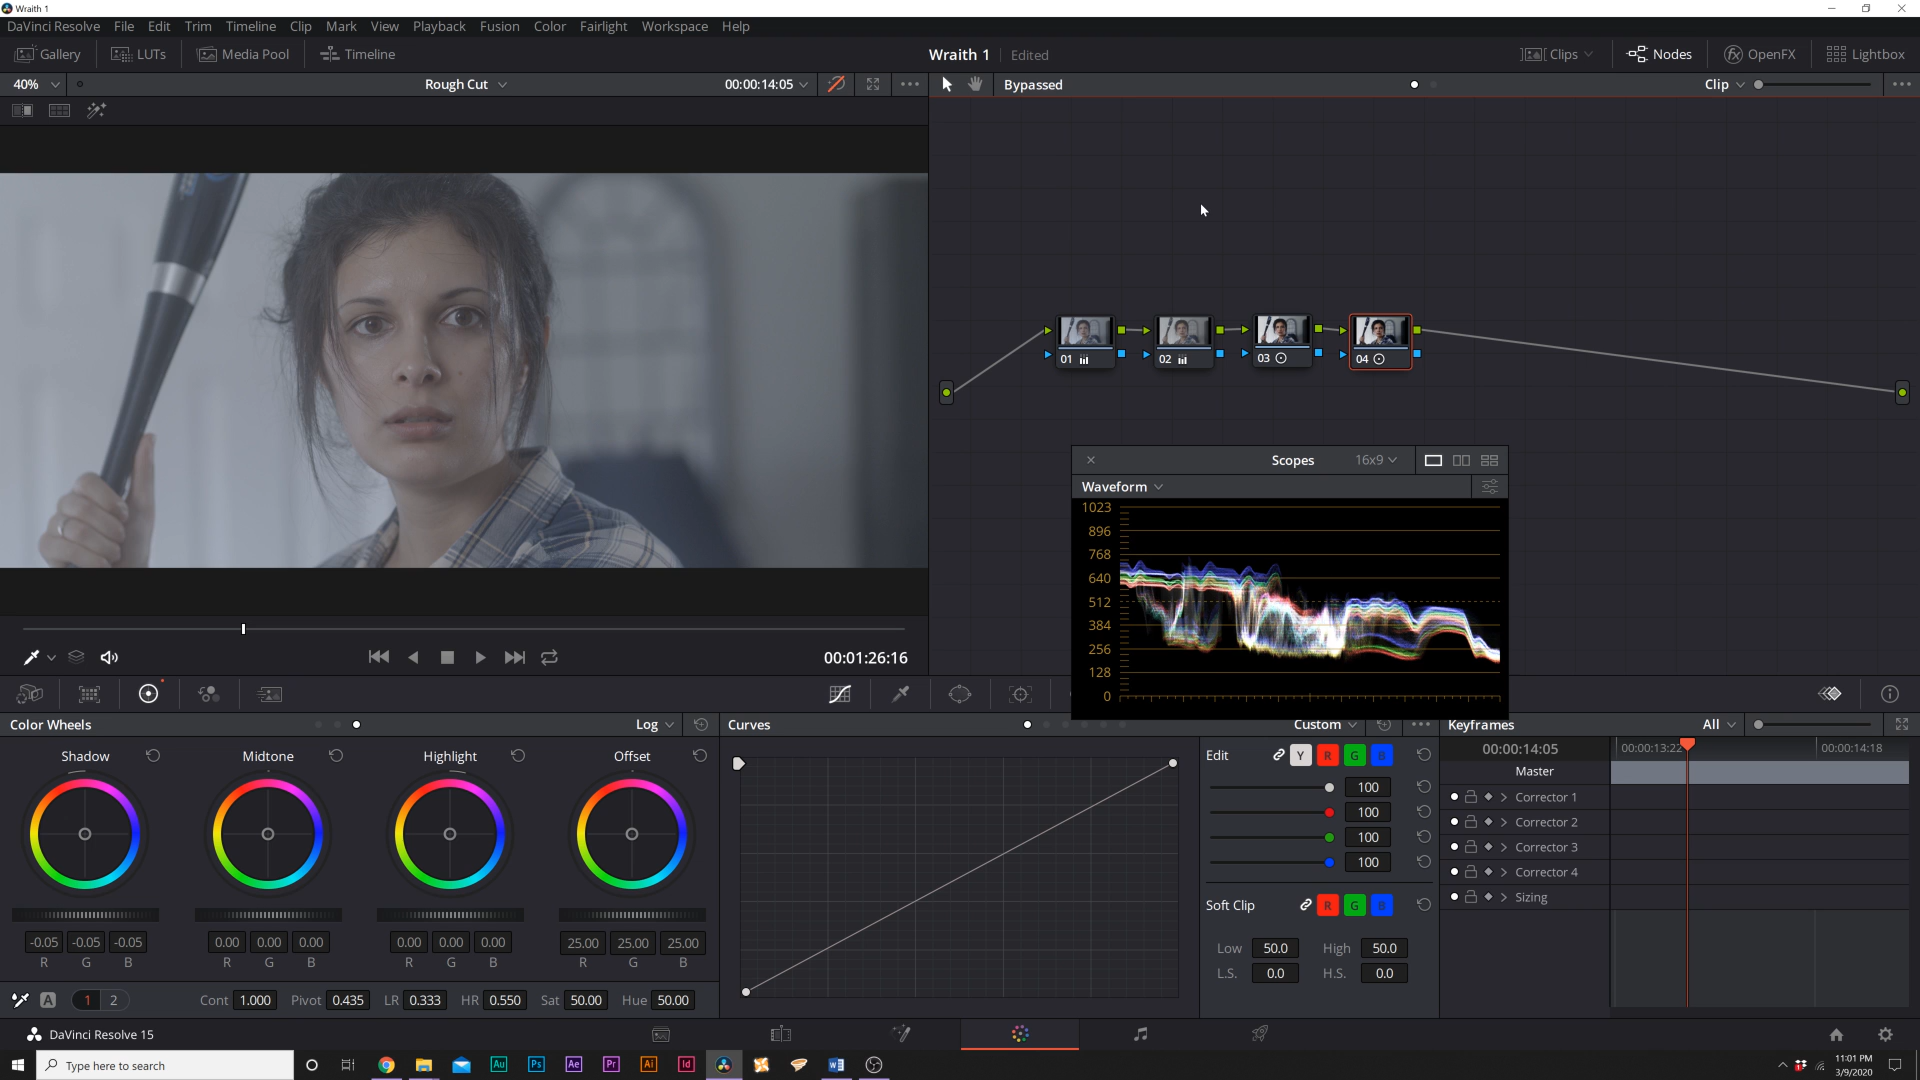 Wraith 1
DaVinci Resolve File Edit Trim Timeline Clip Mark View Playback Fusion Color Fairlight Workspace Help
Gallery LUTs Media Pool Timeline Wraith 1 Edited Clips Nodes fx OpenFX Lightbox
40% Rough Cut 00:00:14:05 Bypassed Clip
01 02 03 04
Scopes 16x9
Waveform
1023
896
768
640
512
384
256
128
0
00:01:26:16
Color Wheels Log Curves Custom Keyframes All
Shadow Midtone Highlight Offset
Edit Y R G B
100
100
100
100
Soft Clip R G B
Low 50.0 High 50.0
L.S. 0.0 H.S. 0.0
00:00:14:05 00:00:13:22 00:00:14:18
Master
Corrector 1
Corrector 2
Corrector 3
Corrector 4
Sizing
-0.05 -0.05 -0.05 0.00 0.00 0.00 0.00 0.00 0.00 25.00 25.00 25.00
R G B R G B R G B R G B
A 1 2 Cont 1.000 Pivot 0.435 LR 0.333 HR 0.550 Sat 50.00 Hue 50.00
DaVinci Resolve 15
Type here to search Au Ps Ae Pr Ai Id 11:01 PM
3/9/2020